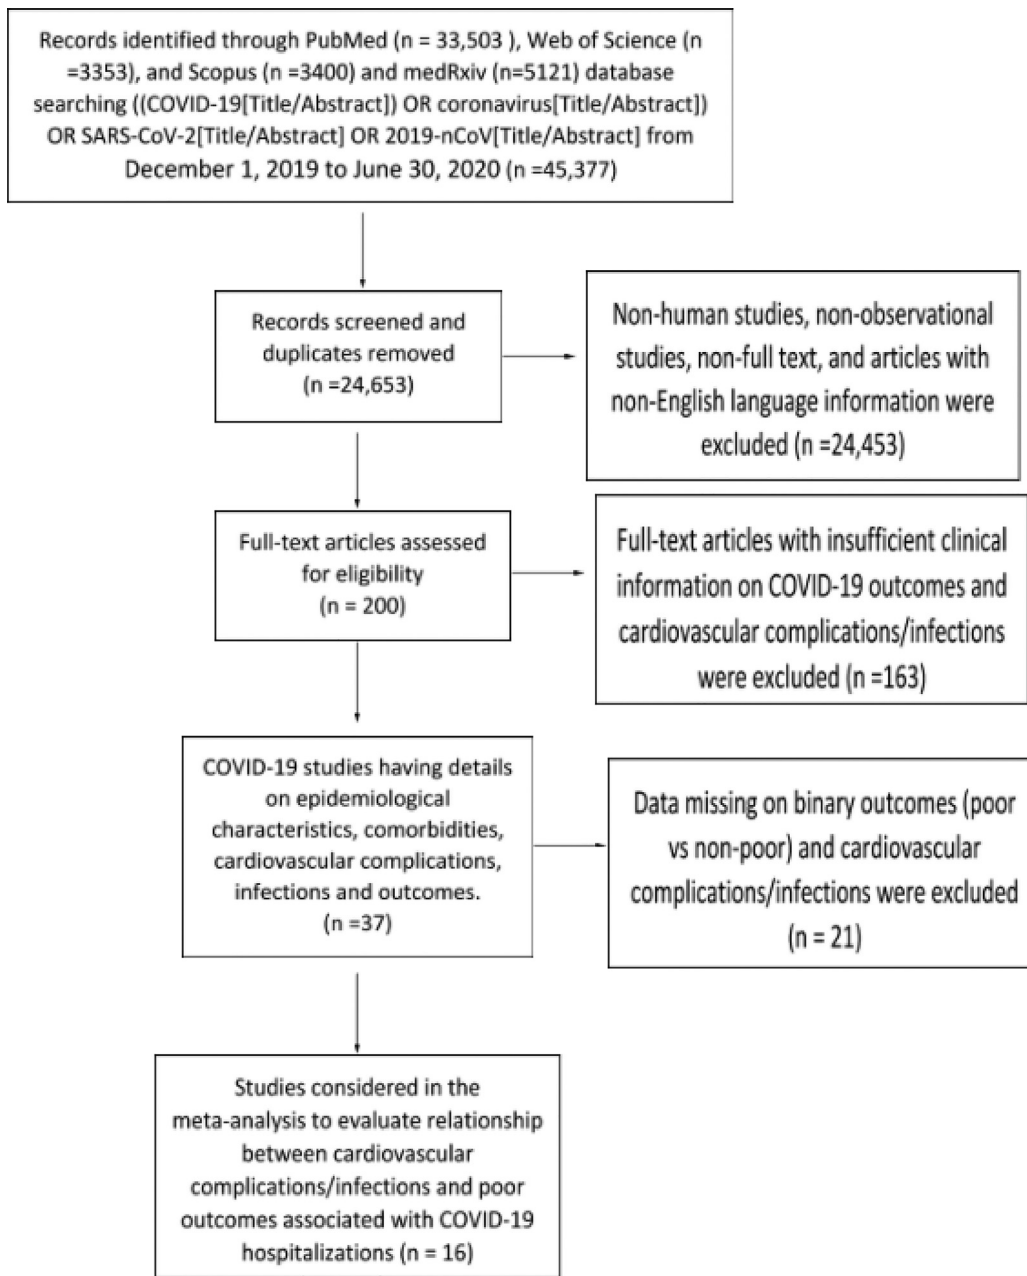 Records identified through PubMed (n = 33,503 ), Web of Science (n
=3353), and Scopus (n =3400) and medRxiv (n=5121) database
searching ((COVID-19[Title/Abstract]) OR coronavirus[Title/Abstract])
OR SARS-CoV-2[Title/Abstract] OR 2019-nCoV[Title/Abstract] from
December 1, 2019 to June 30, 2020 (n =45,377)
Records screened and
duplicates removed
(n =24,653)
Non-human studies, non-observational
studies, non-full text, and articles with
non-English language information were
excluded (n =24,453)
Full-text articles assessed
for eligibility
(n = 200)
Full-text articles with insufficient clinical
information on COVID-19 outcomes and
cardiovascular complications/infections
were excluded (n =163)
COVID-19 studies having details
on epidemiological
characteristics, comorbidities,
cardiovascular complications,
infections and outcomes.
(n =37)
Data missing on binary outcomes (poor
vs non-poor) and cardiovascular
complications/infections were excluded
(n = 21)
Studies considered in the
meta-analysis to evaluate relationship
between cardiovascular
complications/infections and poor
outcomes associated with COVID-19
hospitalizations (n = 16)